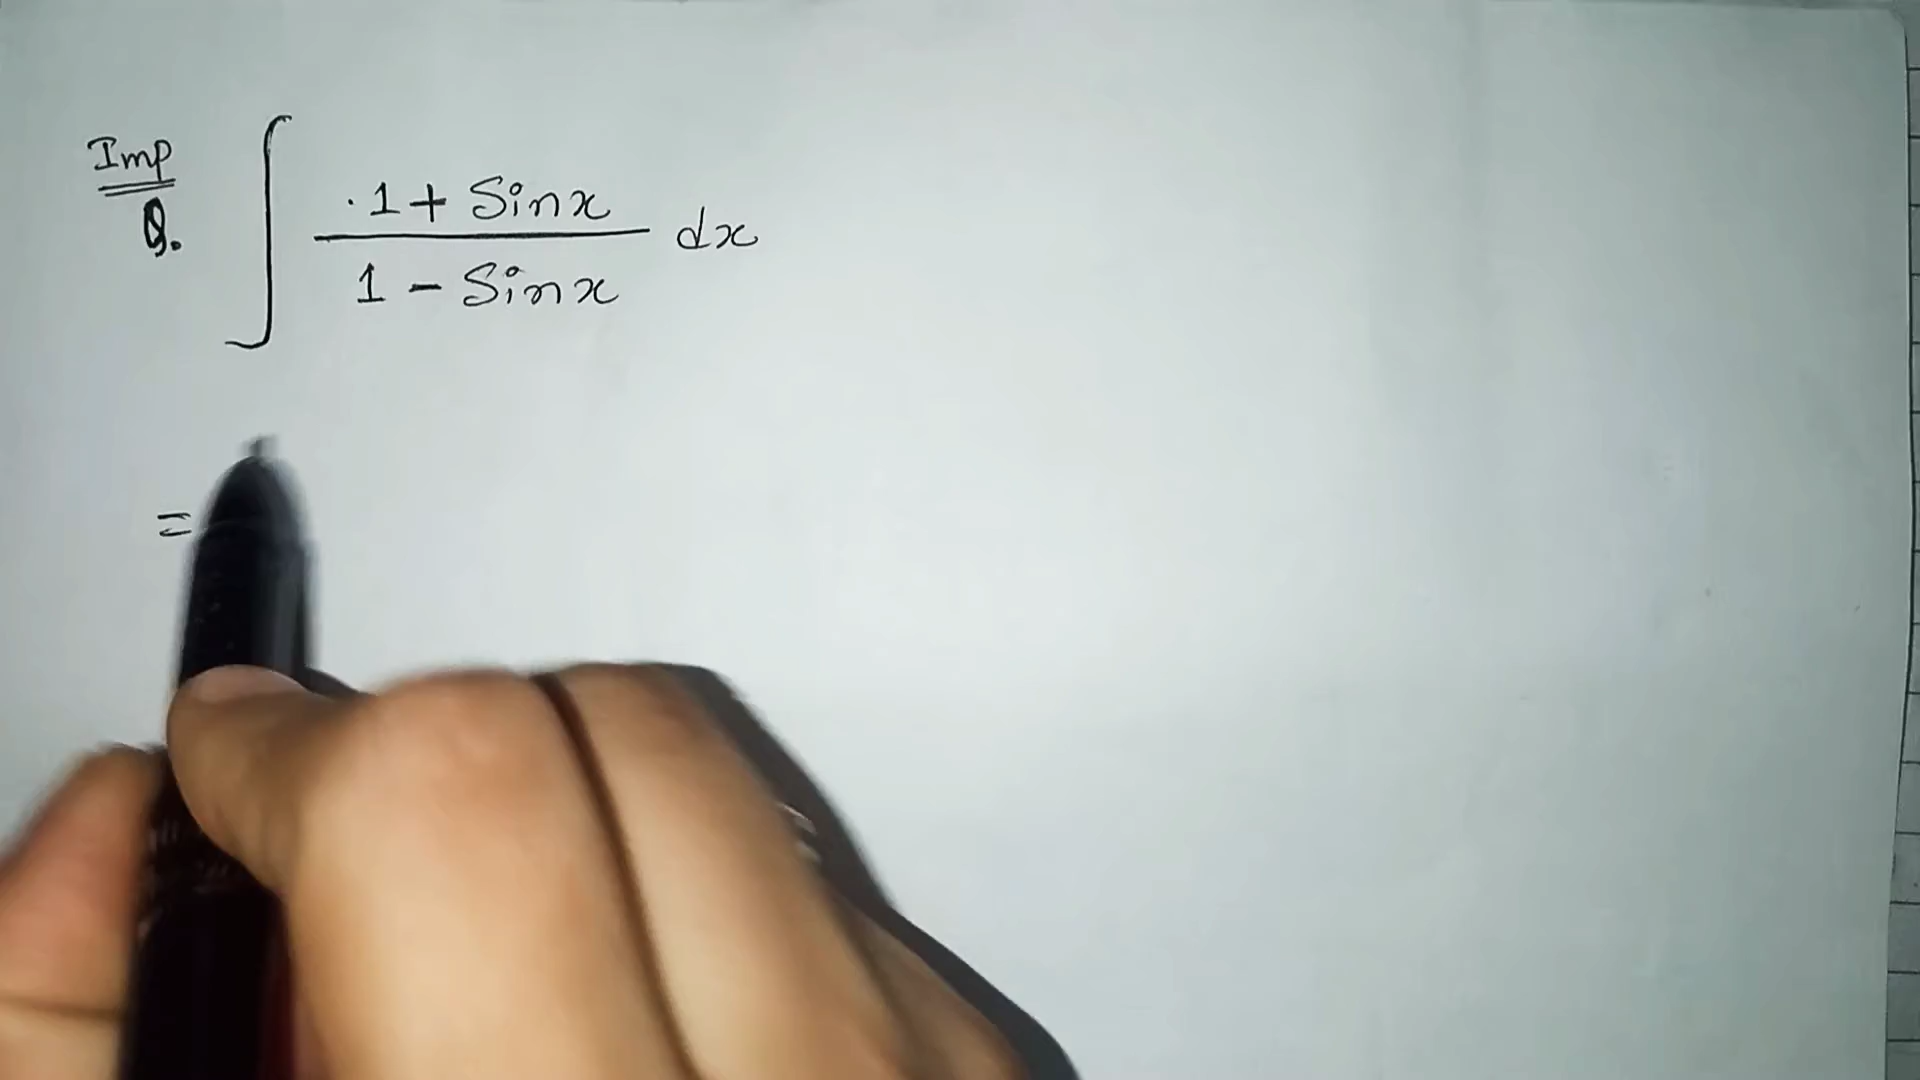 Imp
Q. ∫ (1 + Sinx)/(1 - Sinx) dx
=